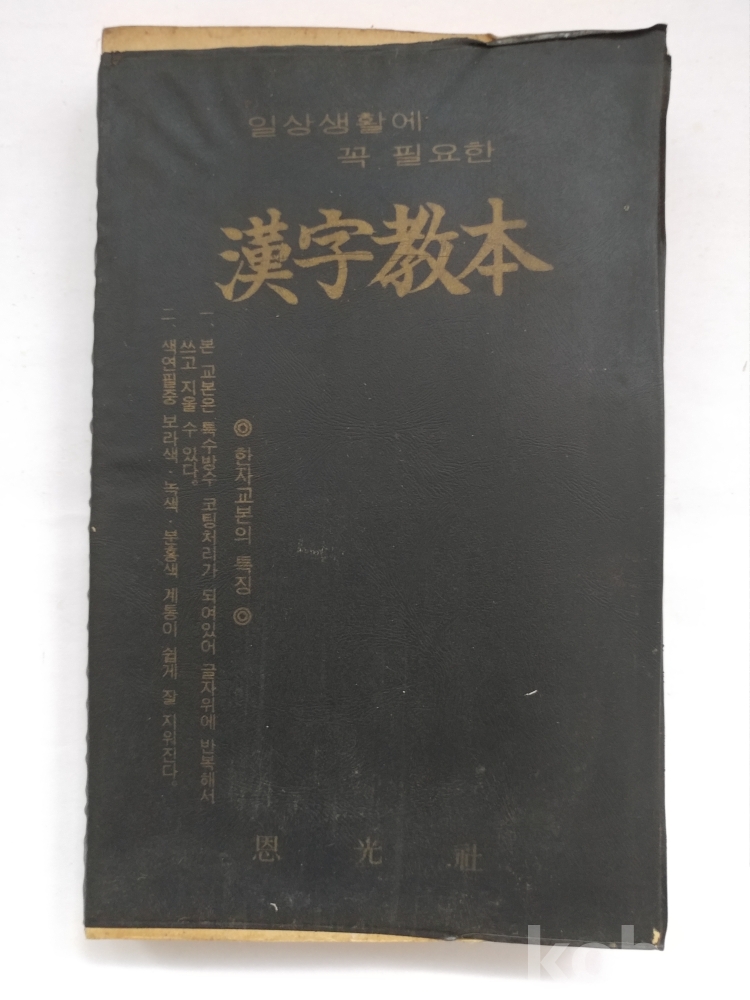 일상생활에
꼭 필요한
漢字教本
◎ 한자교본의 특징 ◎
一、본 교본은 특수방수 코팅처리가 되여있어 글자위에 반복해서
쓰고 지울 수 있다。
二、색연필중 보라색·녹색·분홍색 계통이 쉽게 잘 지워진다。
恩光社